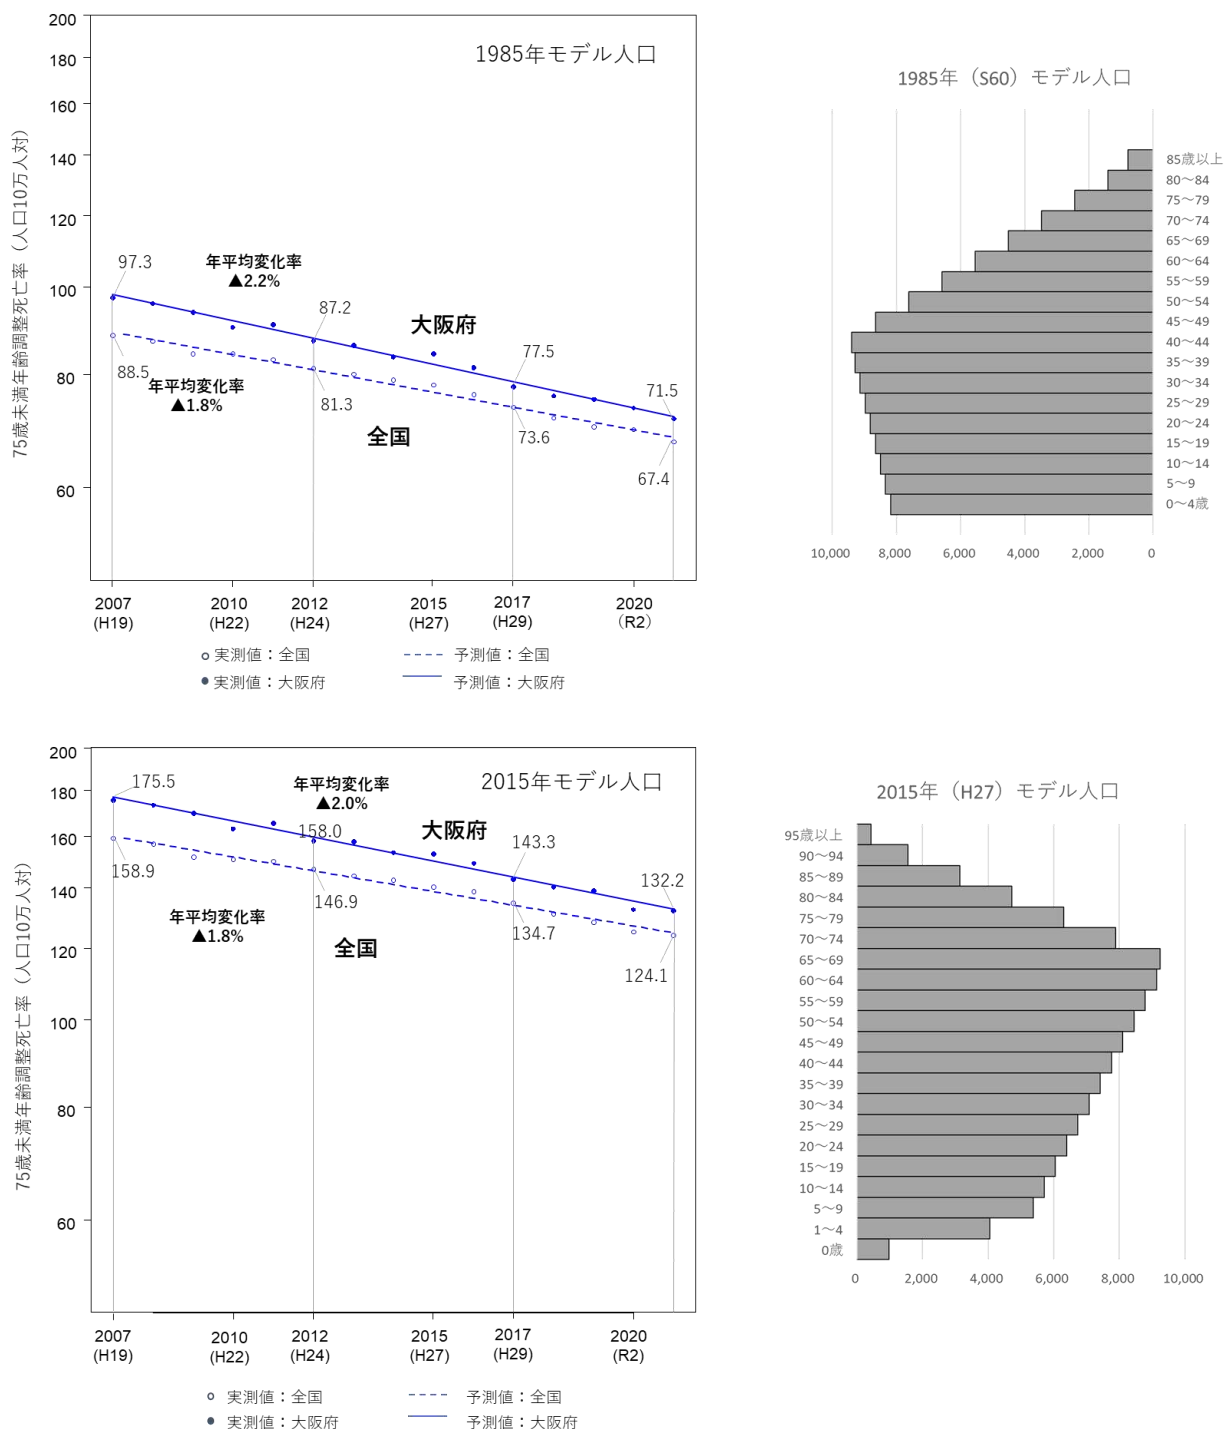 1985年モデル人口
75歳未満年齢調整死亡率（人口10万人対）
200
180
160
140
120
100
80
60
97.3
年平均変化率
▲2.2%
87.2
大阪府
77.5
71.5
88.5
年平均変化率
▲1.8%
81.3
全国
73.6
67.4
2007
(H19)
2010
(H22)
2012
(H24)
2015
(H27)
2017
(H29)
2020
（R2）
実測値：全国
予測値：全国
実測値：大阪府
予測値：大阪府
1985年（S60）モデル人口
85歳以上
80～84
75～79
70～74
65～69
60～64
55～59
50～54
45～49
40～44
35～39
30～34
25～29
20～24
15～19
10～14
5～9
0～4歳
10,000 8,000 6,000 4,000 2,000 0
2015年モデル人口
75歳未満年齢調整死亡率（人口10万人対）
200
180
160
140
120
100
80
60
175.5
年平均変化率
▲2.0%
158.0
大阪府
143.3
132.2
158.9
年平均変化率
▲1.8%
146.9
全国
134.7
124.1
2007
(H19)
2010
(H22)
2012
(H24)
2015
(H27)
2017
(H29)
2020
(R2)
実測値：全国
予測値：全国
実測値：大阪府
予測値：大阪府
2015年（H27）モデル人口
95歳以上
90～94
85～89
80～84
75～79
70～74
65～69
60～64
55～59
50～54
45～49
40～44
35～39
30～34
25～29
20～24
15～19
10～14
5～9
1～4
0歳
0 2,000 4,000 6,000 8,000 10,000